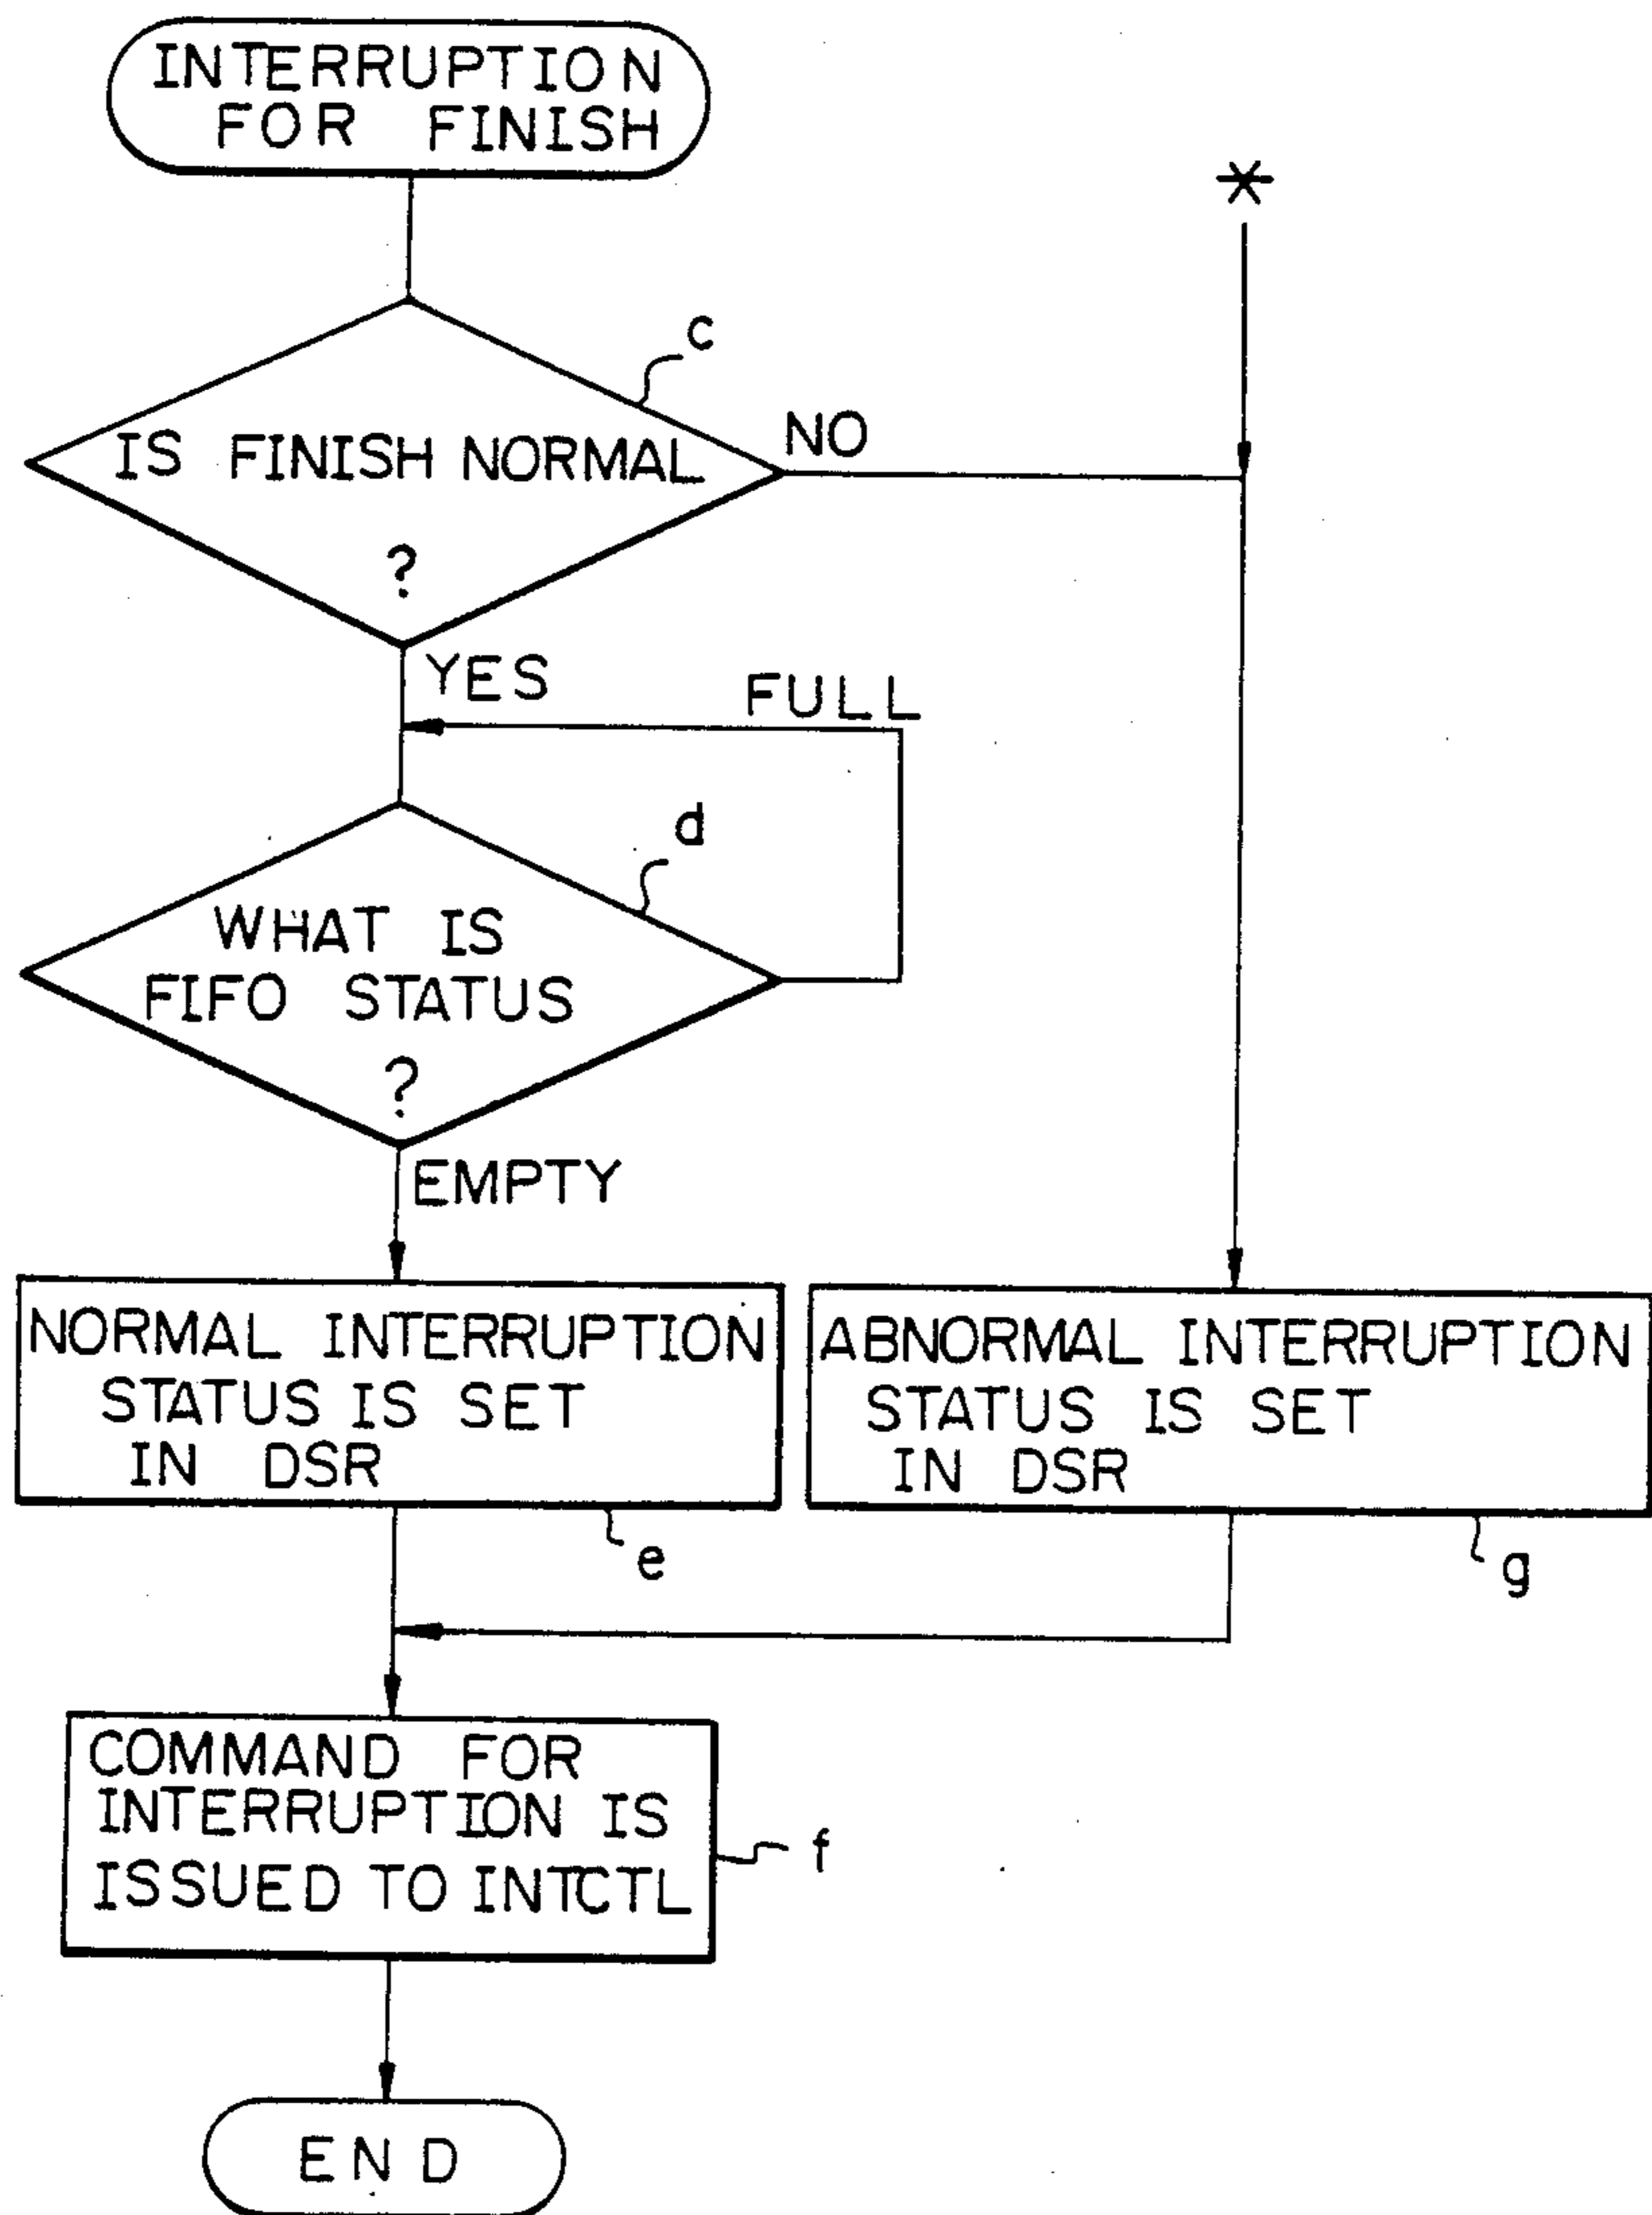 INTERRUPTION
FOR FINISH
*
c
IS FINISH NORMAL
?
NO
YES
FULL
d
WHAT IS
FIFO STATUS
?
EMPTY
NORMAL INTERRUPTION
STATUS IS SET
IN DSR
e
ABNORMAL INTERRUPTION
STATUS IS SET
IN DSR
g
COMMAND FOR
INTERRUPTION IS
ISSUED TO INTCTL
f
END